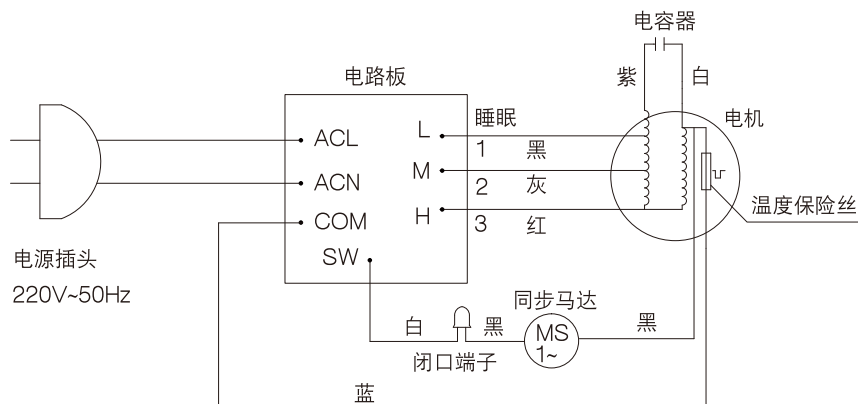 电容器
紫
白
电路板
电机
睡眠
ACL
L
1
黑
ACN
M
2
灰
COM
H
3
红
温度保险丝
SW
电源插头
220V~50Hz
同步马达
白
黑
MS
1~
黑
闭口端子
蓝